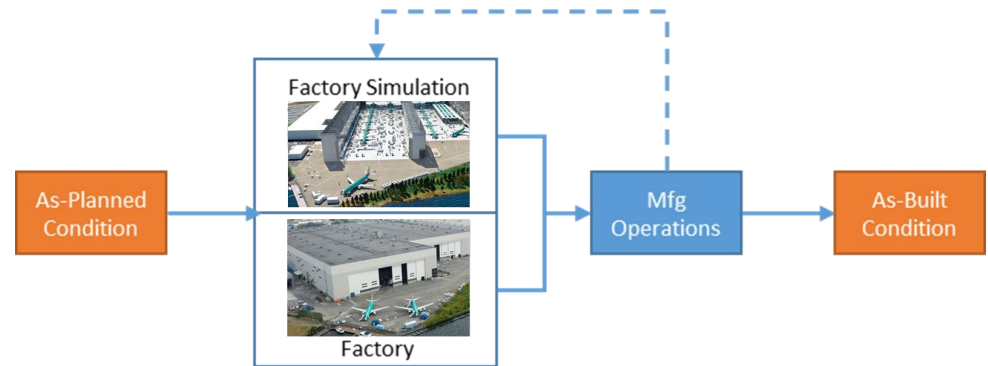 Factory Simulation
As-Planned
Condition
Mfg
Operations
As-Built
Condition
Factory